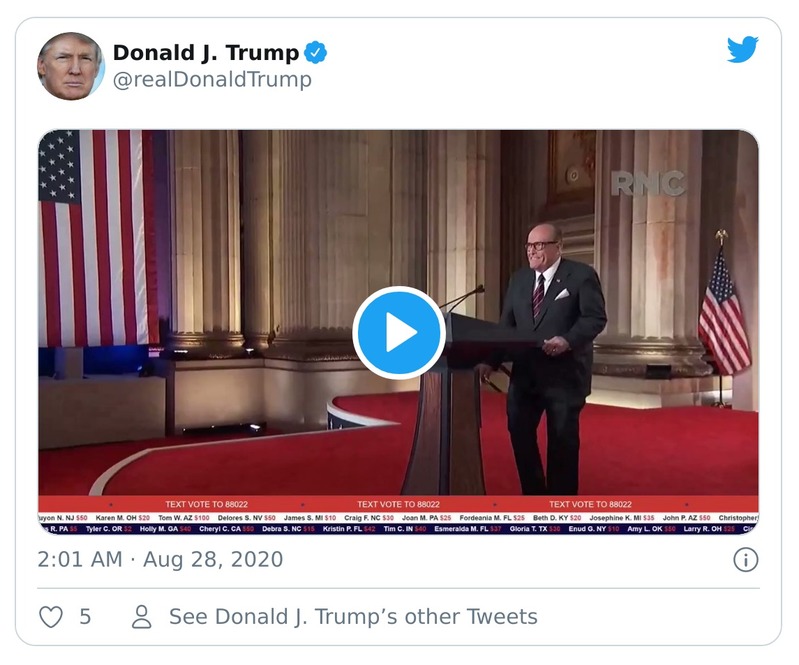 Donald J. Trump
@realDonaldTrump
RNC
TEXT VOTE TO 88022 TEXT VOTE TO 88022 TEXT VOTE TO 88022
NJ $50 Karen M. OH $20 Tom W. AZ $100 Delores S. NV $50 James S. MI $10 Craig F. NC $30 Joan M. PA $25 Fordeania M. FL $25 Beth D. KY $20 Josephine K. MI $35 John P. AZ $50 Christopher
R. PA $5 Tyler C. OR $2 Holly M. GA $40 Cheryl C. CA $50 Debra S. NC $15 Kristin P. FL $42 Tim C. IN $40 Esmeralda M. FL $37 Gloria T. TX $38 Enud G. NY $10 Amy L. OK $50 Larry R. OH $25
2:01 AM · Aug 28, 2020
5
See Donald J. Trump’s other Tweets